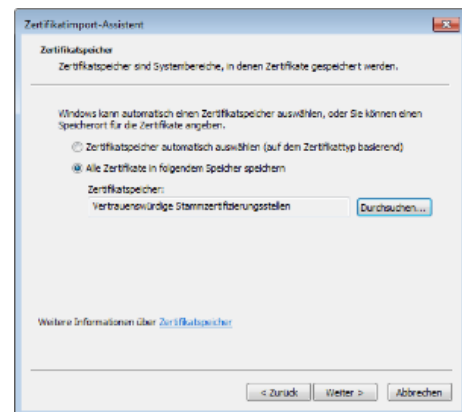 Zertifikatimport-Assistent
Zertifikatspeicher
Zertifikatspeicher sind Systembereiche, in denen Zertifikate gespeichert werden.
Windows kann automatisch einen Zertifikatspeicher auswählen, oder Sie können einen
Speicherort für die Zertifikate angeben.
Zertifikatspeicher automatisch auswählen (auf dem Zertifikattyp basierend)
Alle Zertifikate in folgendem Speicher speichern
Zertifikatspeicher:
Vertrauenswürdige Stammzertifizierungsstellen
Durchsuchen...
Weitere Informationen über Zertifikatspeicher
< Zurück
Weiter >
Abbrechen